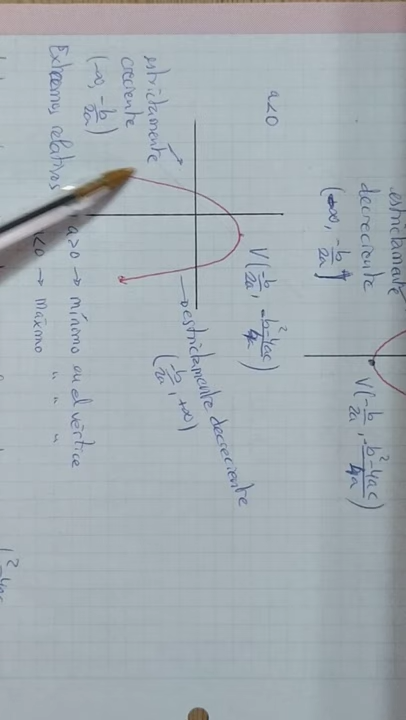 estrictamente
decreciente
(-∞, -b/2a)
V(-b/2a, -b²-4ac/4a)
a<0
V(-b/2a, -b²-4ac/4a)
estrictamente
creciente
(-∞, -b/2a)
→ estrictamente decreciente
(-b/2a, +∞)
Extremos relativos a>0 → mínimo en el vértice
<0 → máximo " " "